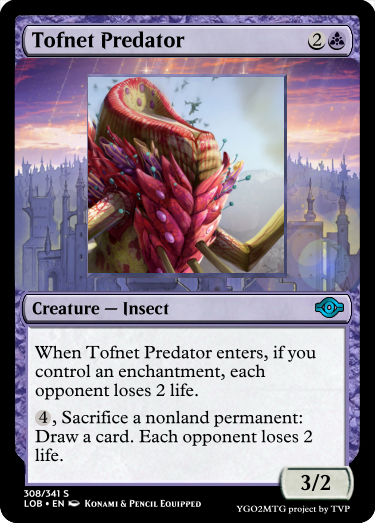 Tofnet Predator 2
Creature — Insect
When Tofnet Predator enters, if you
control an enchantment, each
opponent loses 2 life.
4, Sacrifice a nonland permanent:
Draw a card. Each opponent loses 2
life.
3/2
308/341 S
LOB • EN Konami & Pencil Equipped
YGO2MTG project by TVP